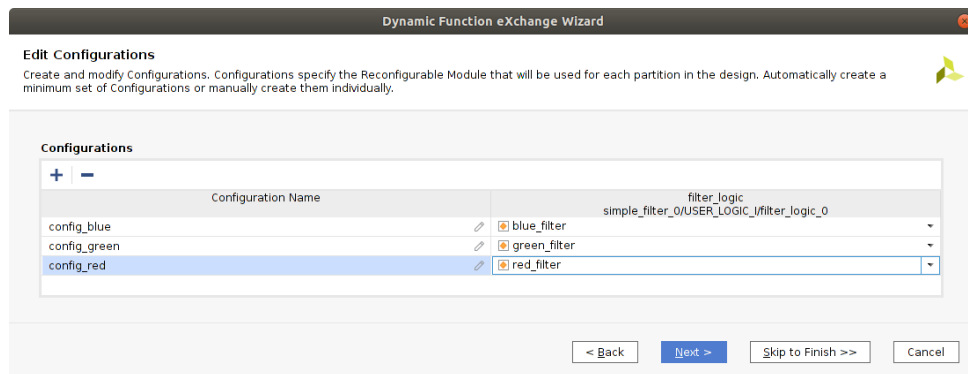 Dynamic Function eXchange Wizard
Edit Configurations
Create and modify Configurations. Configurations specify the Reconfigurable Module that will be used for each partition in the design. Automatically create a
minimum set of Configurations or manually create them individually.
Configurations
Configuration Name
filter_logic
simple_filter_0/USER_LOGIC_I/filter_logic_0
config_blue
blue_filter
config_green
green_filter
config_red
red_filter
< Back
Next >
Skip to Finish >>
Cancel